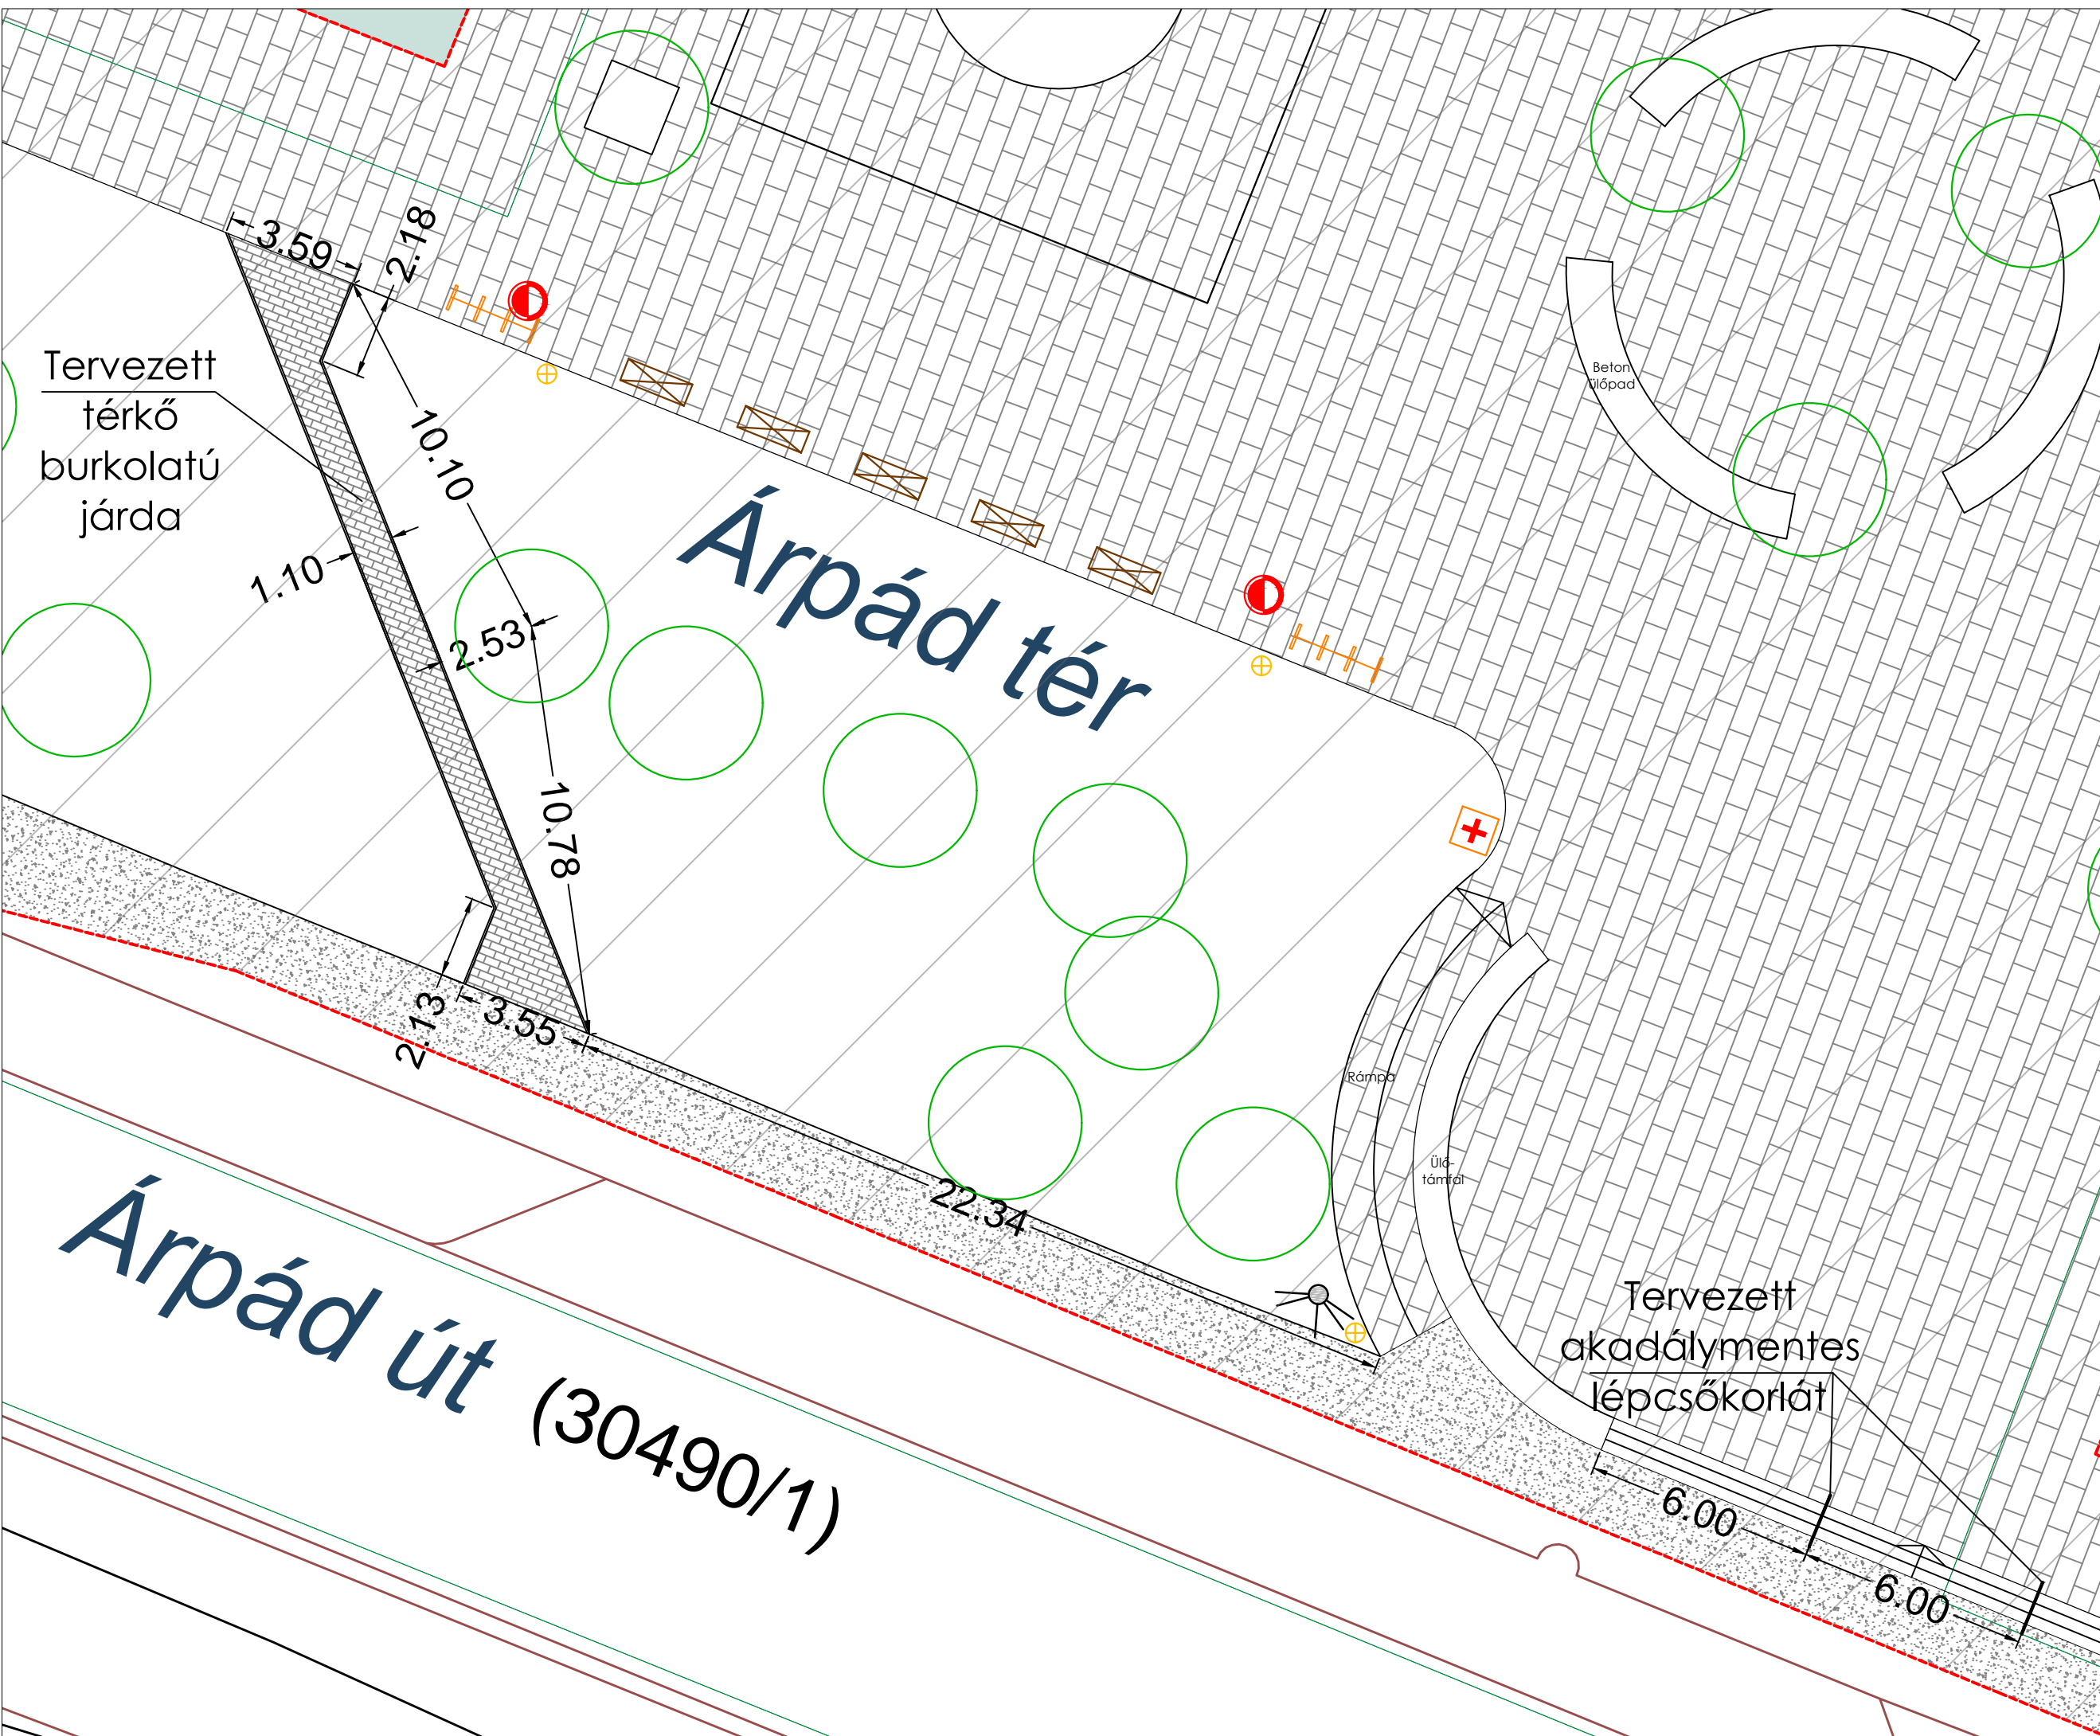 3.59
2.18
Tervezett
térkő
burkolatú
járda
Beton
ülőpad
10.10
Árpád tér
1.10
2.53
10.78
2.13
3.55
Rámpa
Ülő-
támfal
22.34
Árpád út (30490/1)
Tervezett
akadálymentes
lépcsőkorlát
6.00
6.00